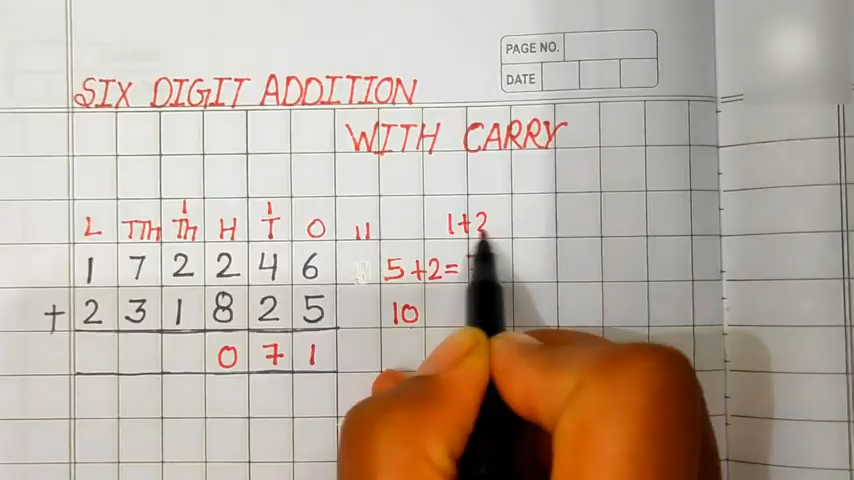 PAGE NO.
DATE
SIX DIGIT ADDITION
WITH CARRY
1 1
L TTH TH H T O 11 1+2
1 7 2 2 4 6 5+2=
+ 2 3 1 8 2 5 10
0 7 1